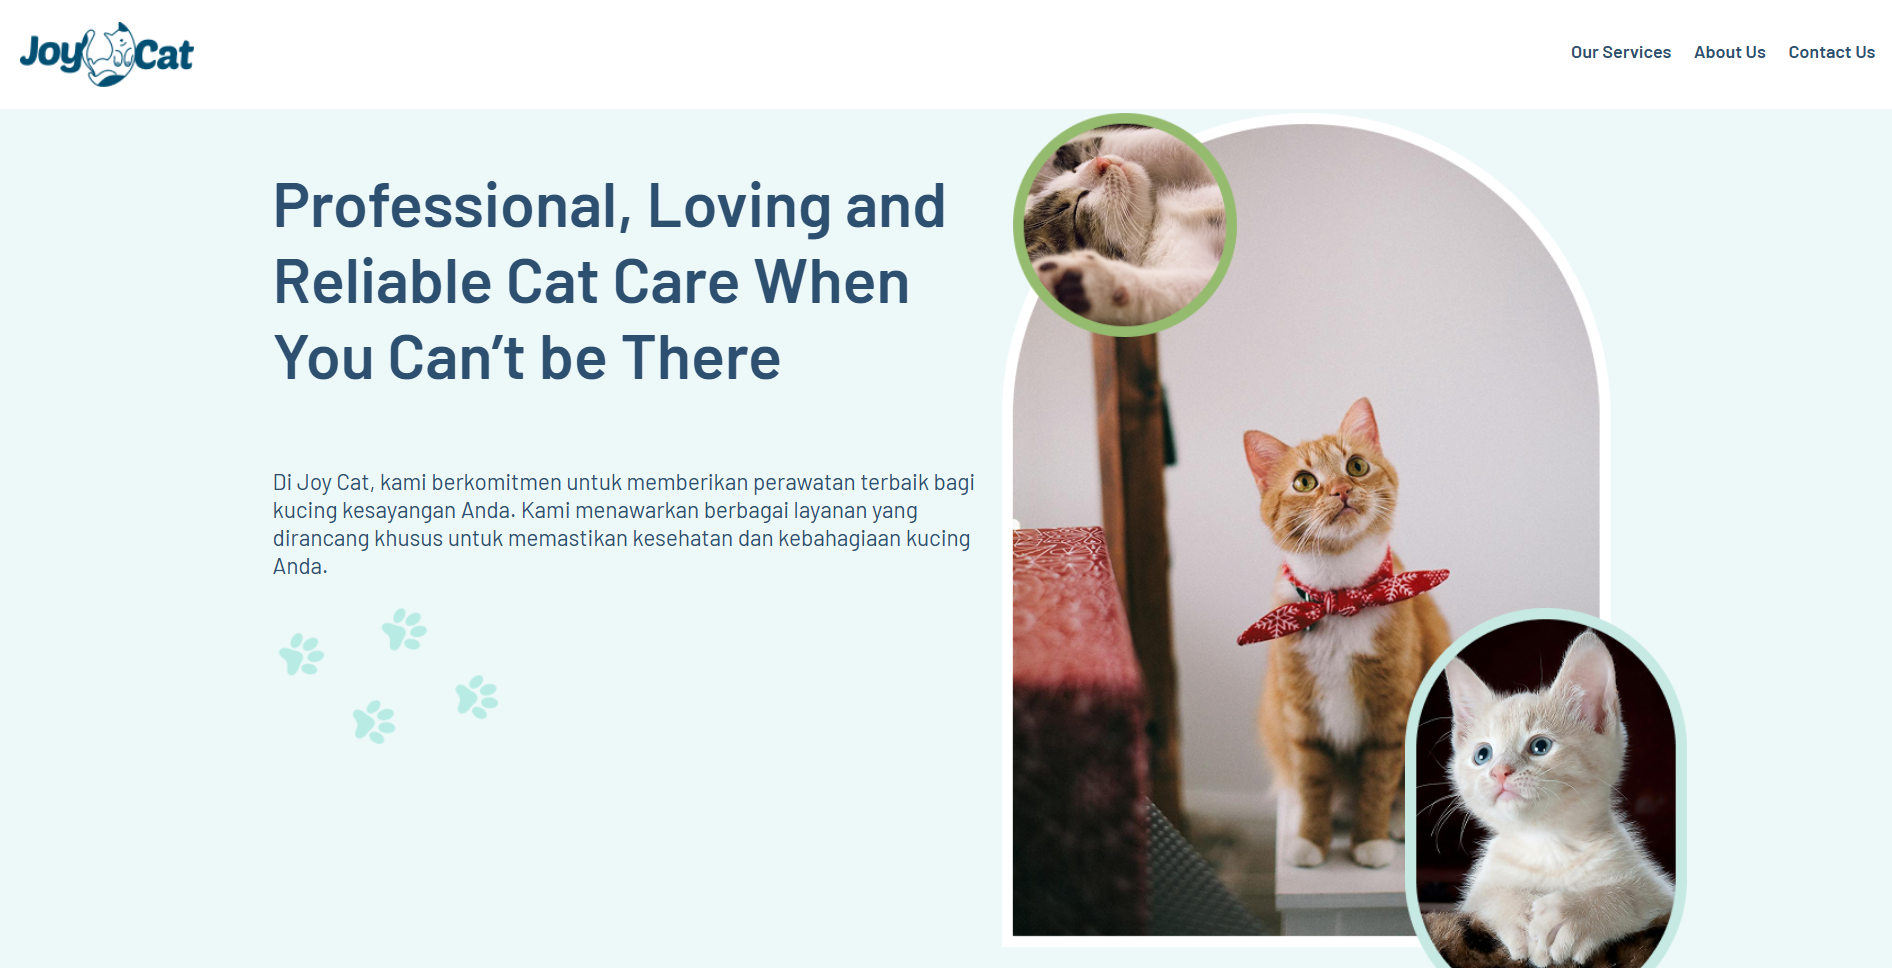 Joy Cat
Our Services About Us Contact Us
Professional, Loving and
Reliable Cat Care When
You Can’t be There
Di Joy Cat, kami berkomitmen untuk memberikan perawatan terbaik bagi
kucing kesayangan Anda. Kami menawarkan berbagai layanan yang
dirancang khusus untuk memastikan kesehatan dan kebahagiaan kucing
Anda.